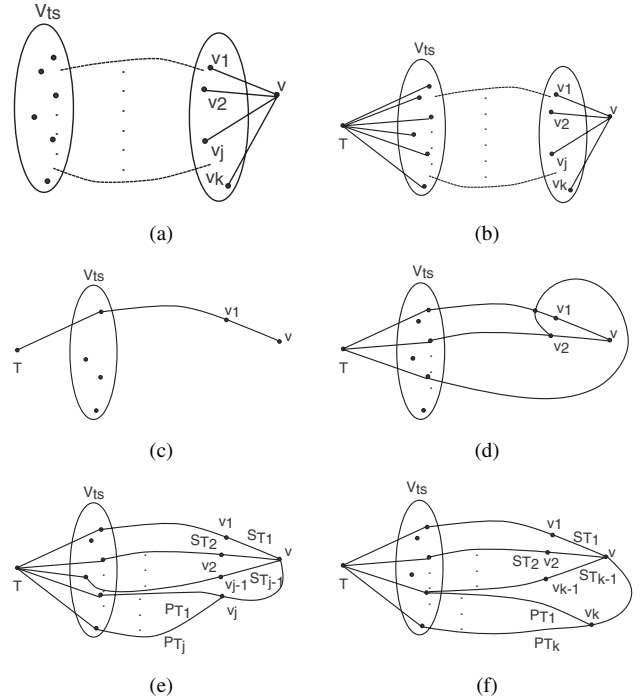 Vts
v1
v2
vj
vk
v
(a)
Vts
T
v1
v2
vj
vk
v
(b)
Vts
T
v1
v
(c)
Vts
T
v1
v2
v
(d)
Vts
T
v1
ST1
ST2
v
v2
vj-1
STj-1
PT1
vj
PTj
(e)
Vts
T
v1
ST1
ST2 v2
v
vk-1
STk-1
PT1
vk
PTk
(f)